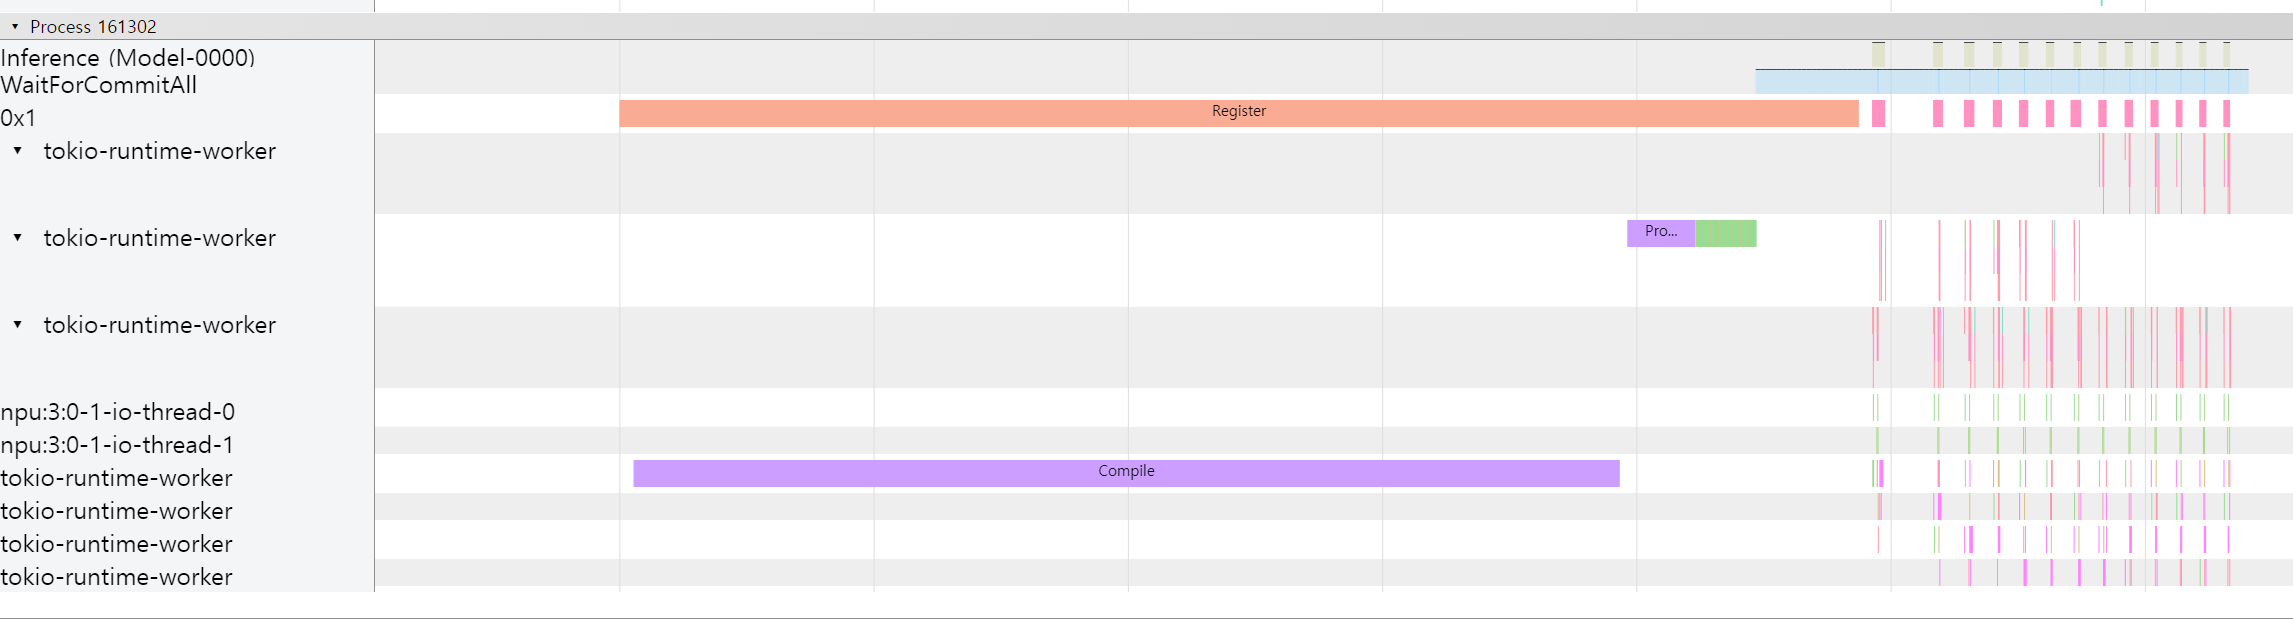 Process 161302
Inference (Model-0000)
WaitForCommitAll
0x1
Register
tokio-runtime-worker
tokio-runtime-worker
Pro...
tokio-runtime-worker
npu:3:0-1-io-thread-0
npu:3:0-1-io-thread-1
tokio-runtime-worker
Compile
tokio-runtime-worker
tokio-runtime-worker
tokio-runtime-worker